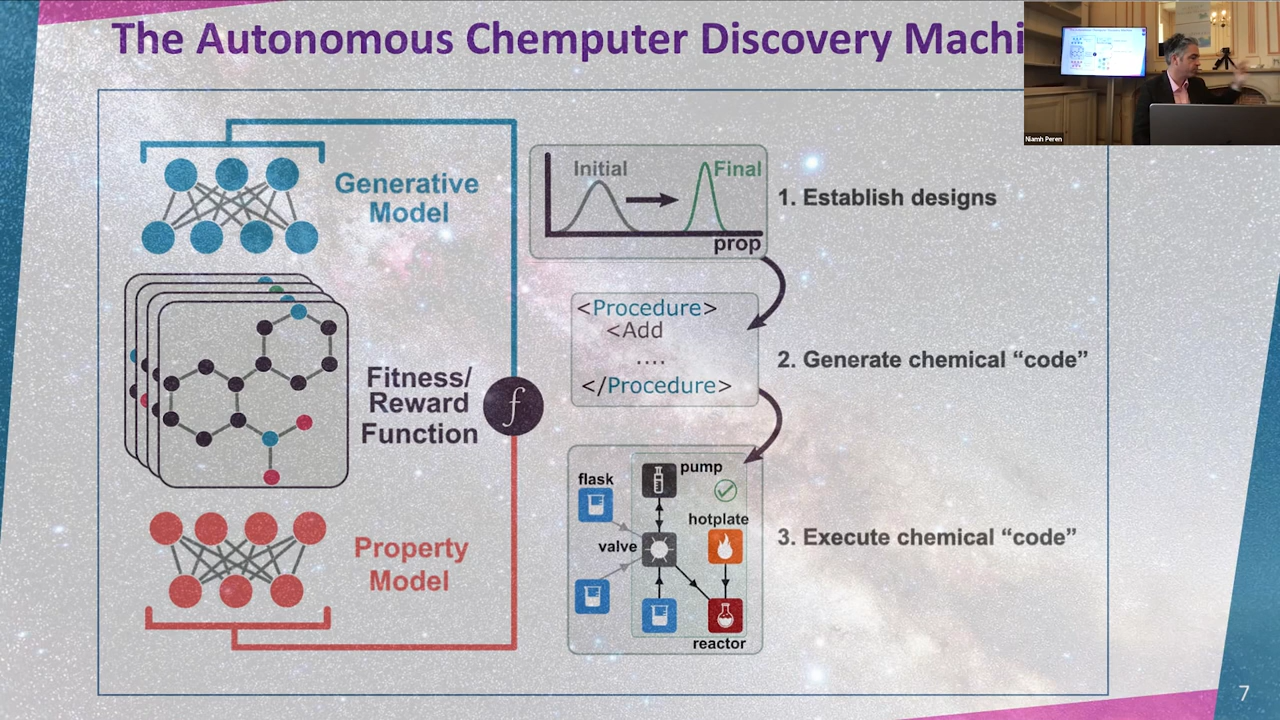 The Autonomous Chemputer Discovery Machi
Niamh Peren
Generative
Model
Fitness/
Reward
Function
f
Property
Model
Initial
Final
prop
1. Establish designs
<Procedure>
<Add
....
</Procedure>
2. Generate chemical “code”
flask
pump
valve
hotplate
reactor
3. Execute chemical “code”
7